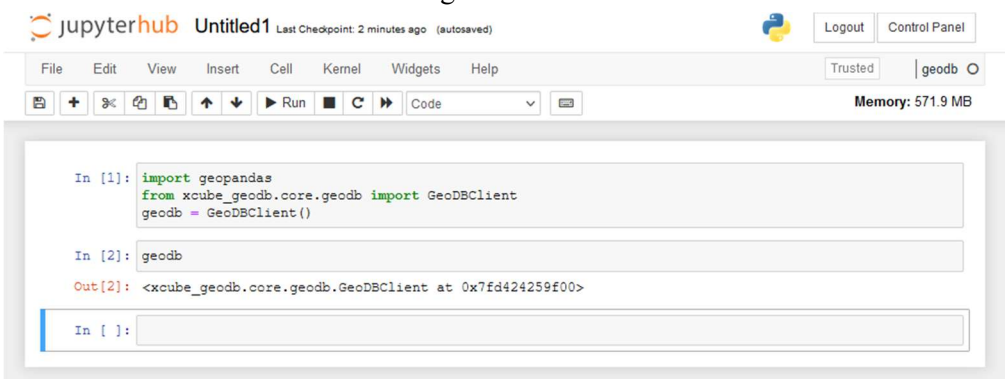 jupyterhub Untitled1 Last Checkpoint: 2 minutes ago (autosaved) Logout Control Panel
File Edit View Insert Cell Kernel Widgets Help Trusted geodb
Run Code Memory: 571.9 MB
In [1]: import geopandas
from xcube_geodb.core.geodb import GeoDBClient
geodb = GeoDBClient()
In [2]: geodb
Out[2]: <xcube_geodb.core.geodb.GeoDBClient at 0x7fd424259f00>
In [ ]: